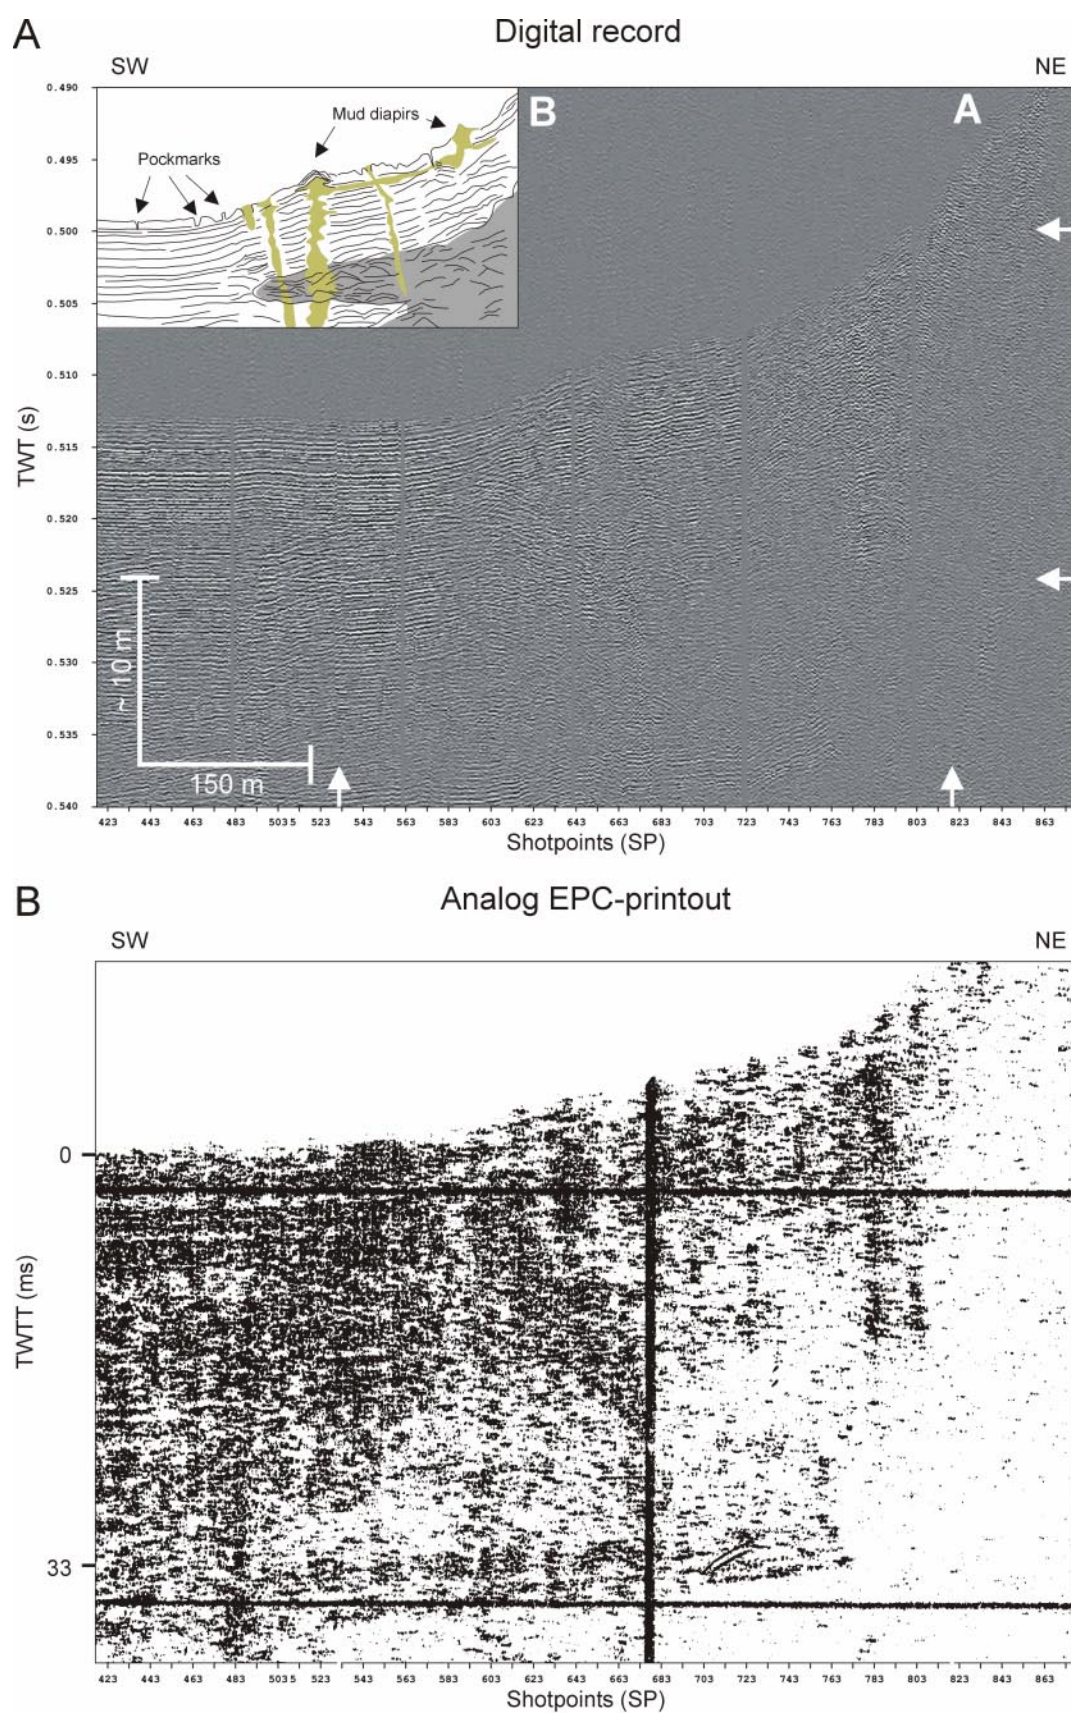 A
Digital record
SW
NE
0.490
0.495
0.500
0.505
0.510
0.515
0.520
0.525
0.530
0.535
0.540
TWT (s)
Mud diapirs
Pockmarks
B
A
~ 10 m
150 m
423 443 463 483 5035 523 543 563 583 603 623 643 663 683 703 723 743 763 783 803 823 843 863
Shotpoints (SP)
B
Analog EPC-printout
SW
NE
0
33
TWTT (ms)
423 443 463 483 5035 523 543 563 583 603 623 643 663 683 703 723 743 763 783 803 823 843 863
Shotpoints (SP)